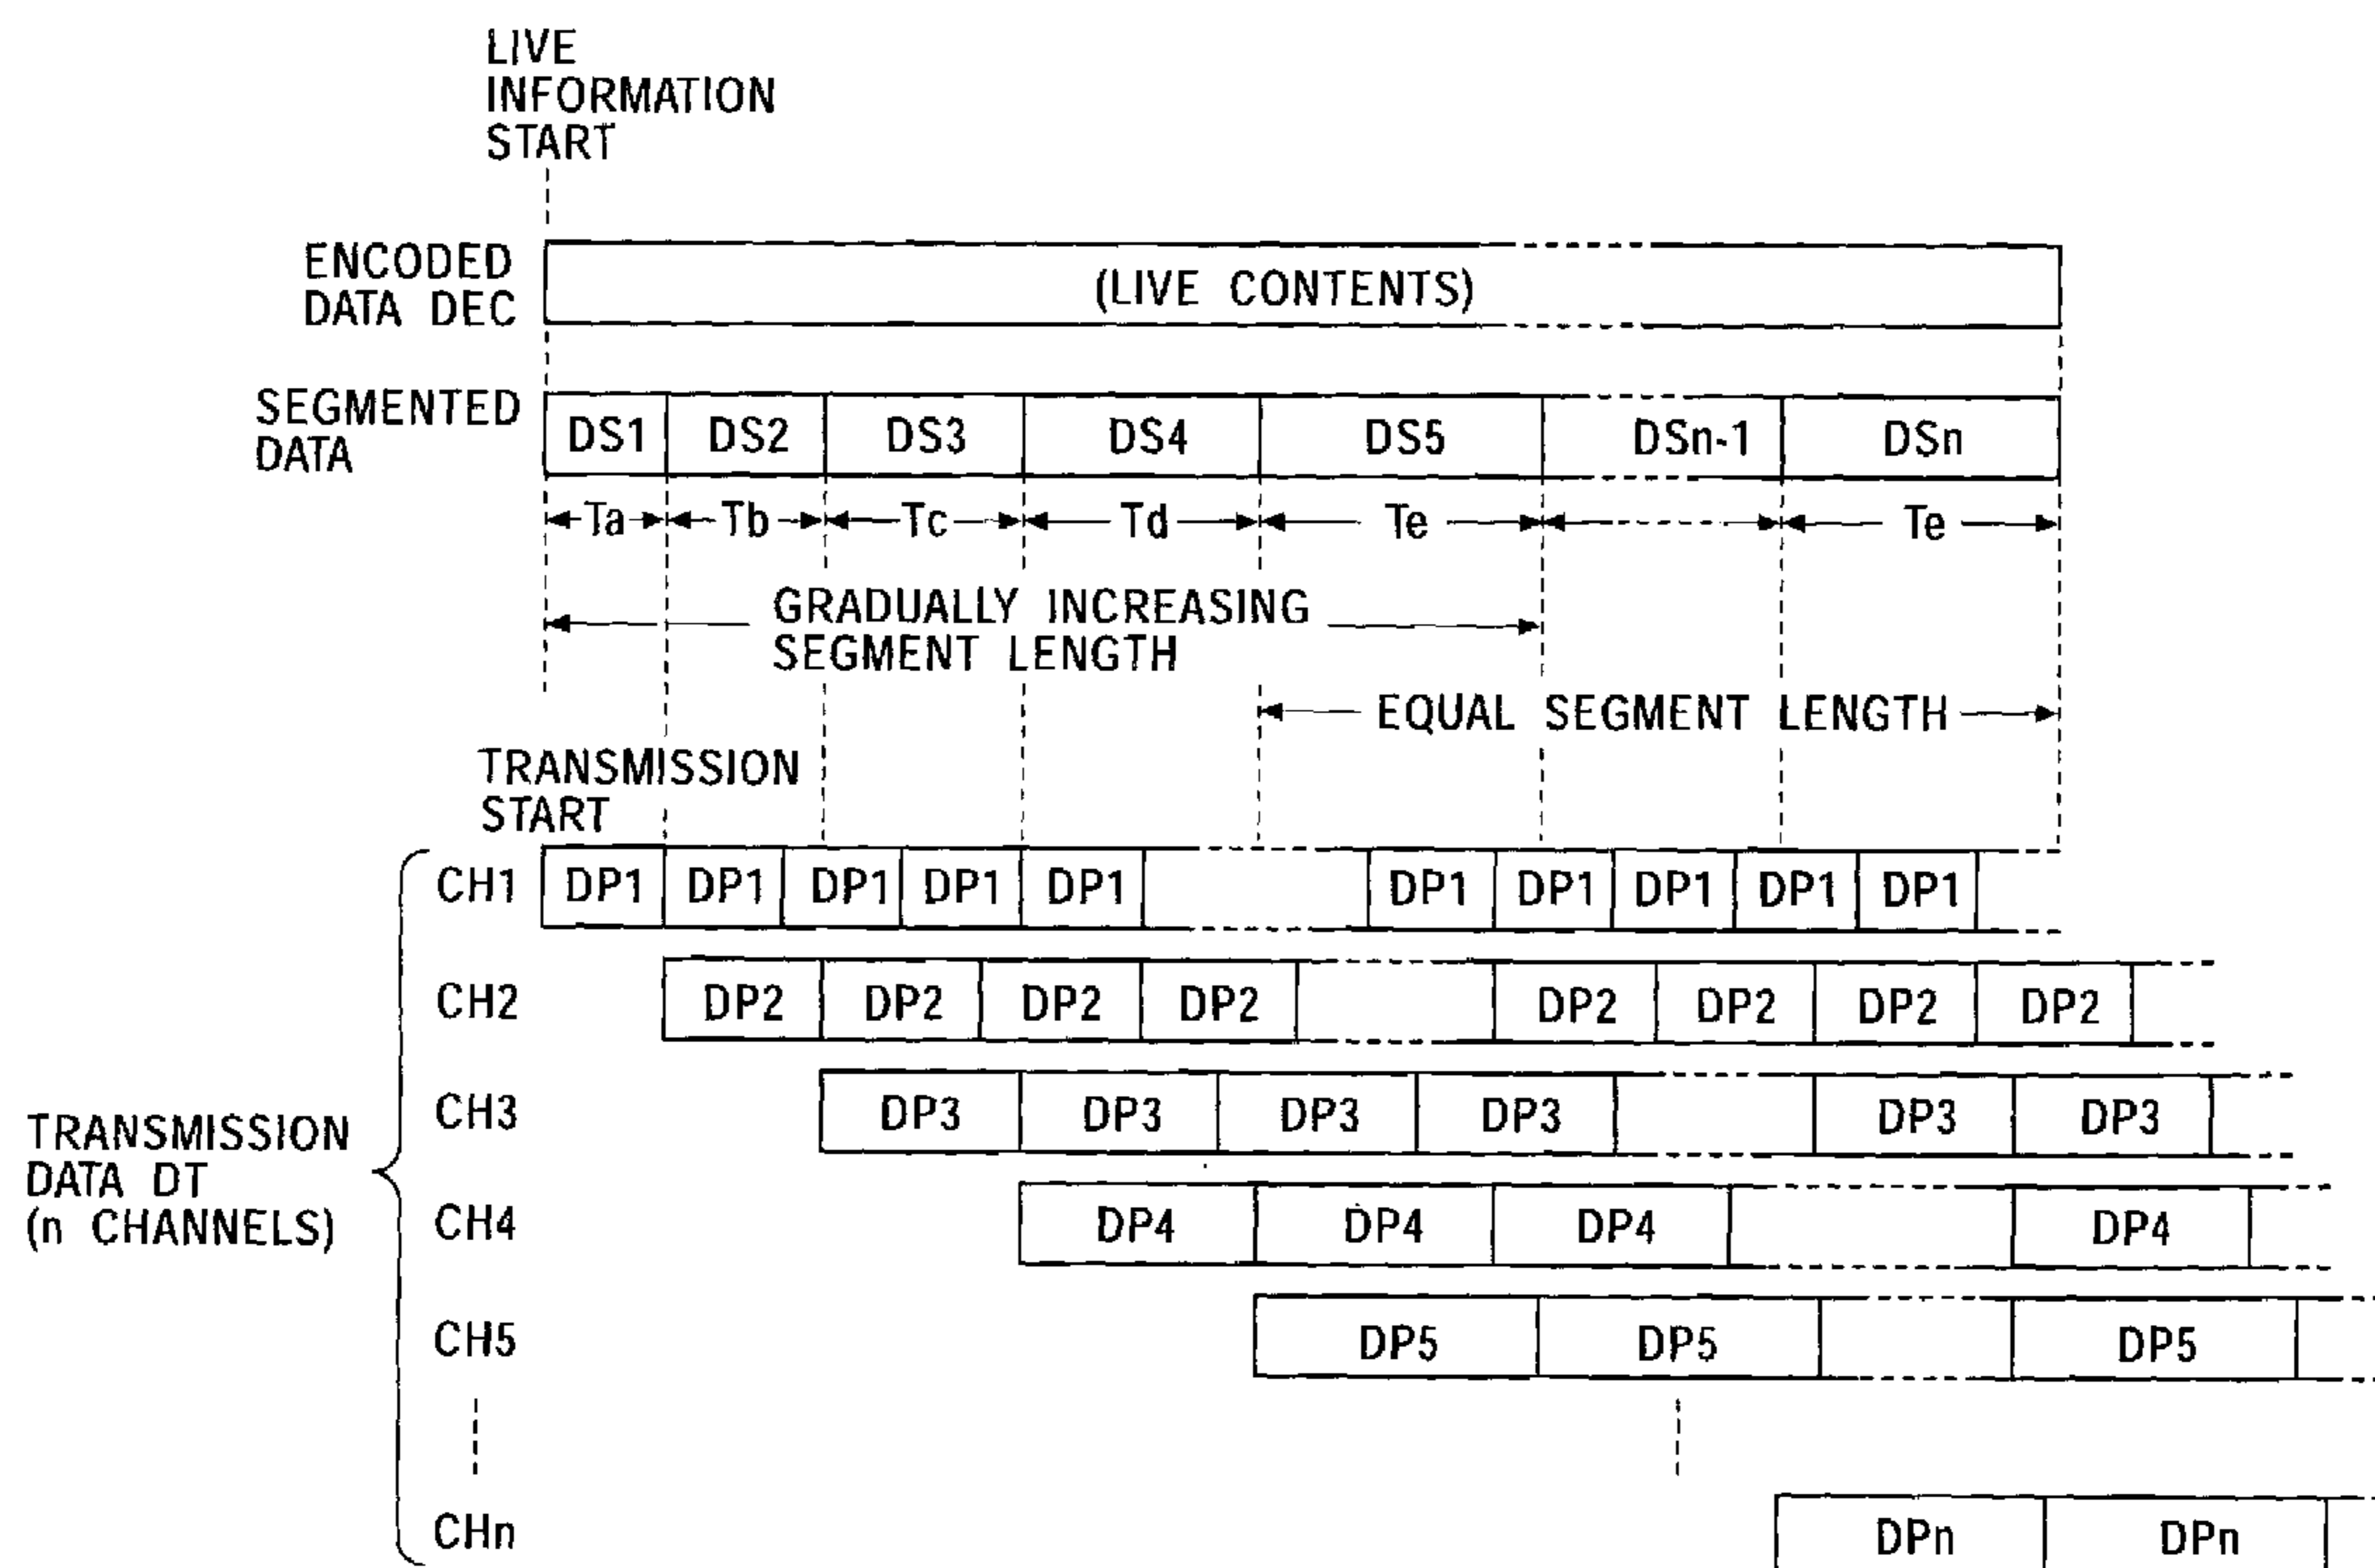 LIVE
INFORMATION
START
ENCODED
DATA DEC
(LIVE CONTENTS)
SEGMENTED
DATA
DS1 DS2 DS3 DS4 DS5 DSn-1 DSn
Ta Tb Tc Td Te Te
GRADUALLY INCREASING
SEGMENT LENGTH
EQUAL SEGMENT LENGTH
TRANSMISSION
START
CH1 DP1 DP1 DP1 DP1 DP1 DP1 DP1 DP1 DP1 DP1
CH2 DP2 DP2 DP2 DP2 DP2 DP2 DP2 DP2
CH3 DP3 DP3 DP3 DP3 DP3 DP3
TRANSMISSION
DATA DT
(n CHANNELS)
CH4 DP4 DP4 DP4 DP4
CH5 DP5 DP5 DP5
CHn DPn DPn